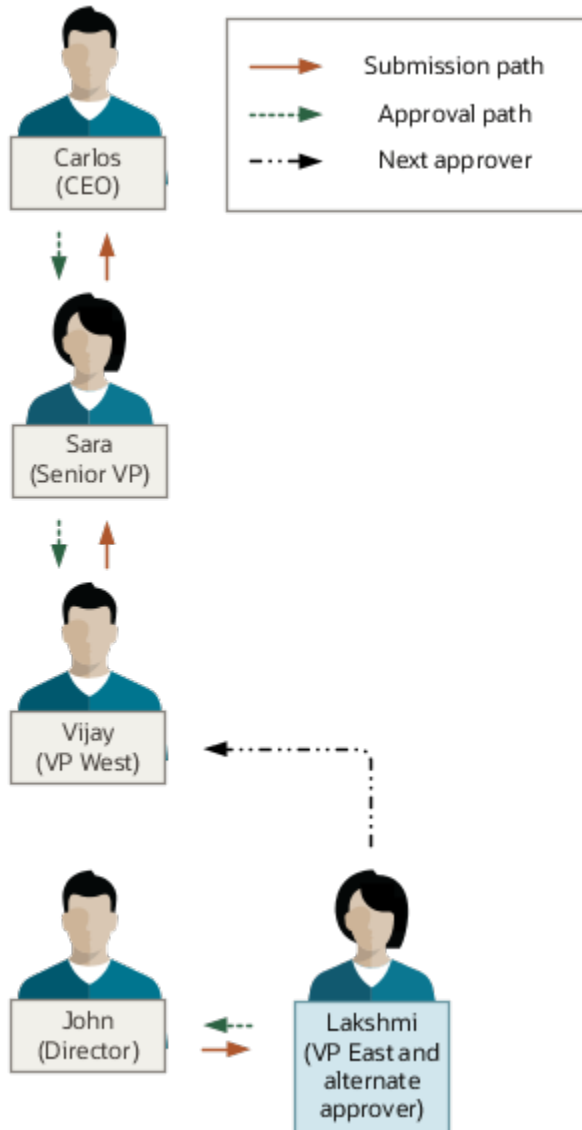 Carlos
(CEO)
Submission path
Approval path
Next approver
Sara
(Senior VP)
Vijay
(VP West)
John
(Director)
Lakshmi
(VP East and
alternate
approver)